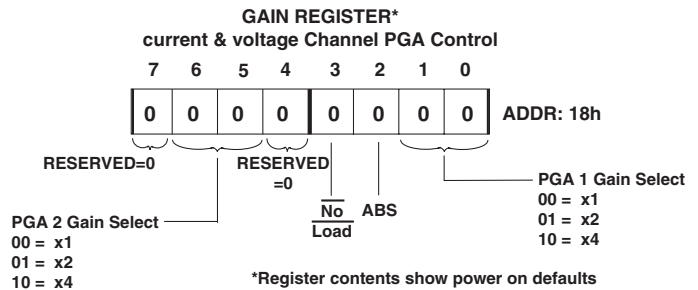 GAIN REGISTER*
current & voltage Channel PGA Control
7 6 5 4 3 2 1 0
0 0 0 0 0 0 0 0 ADDR: 18h
RESERVED=0
RESERVED
=0
No
Load
ABS
PGA 1 Gain Select
00 = x1
01 = x2
10 = x4
PGA 2 Gain Select
00 = x1
01 = x2
10 = x4
*Register contents show power on defaults